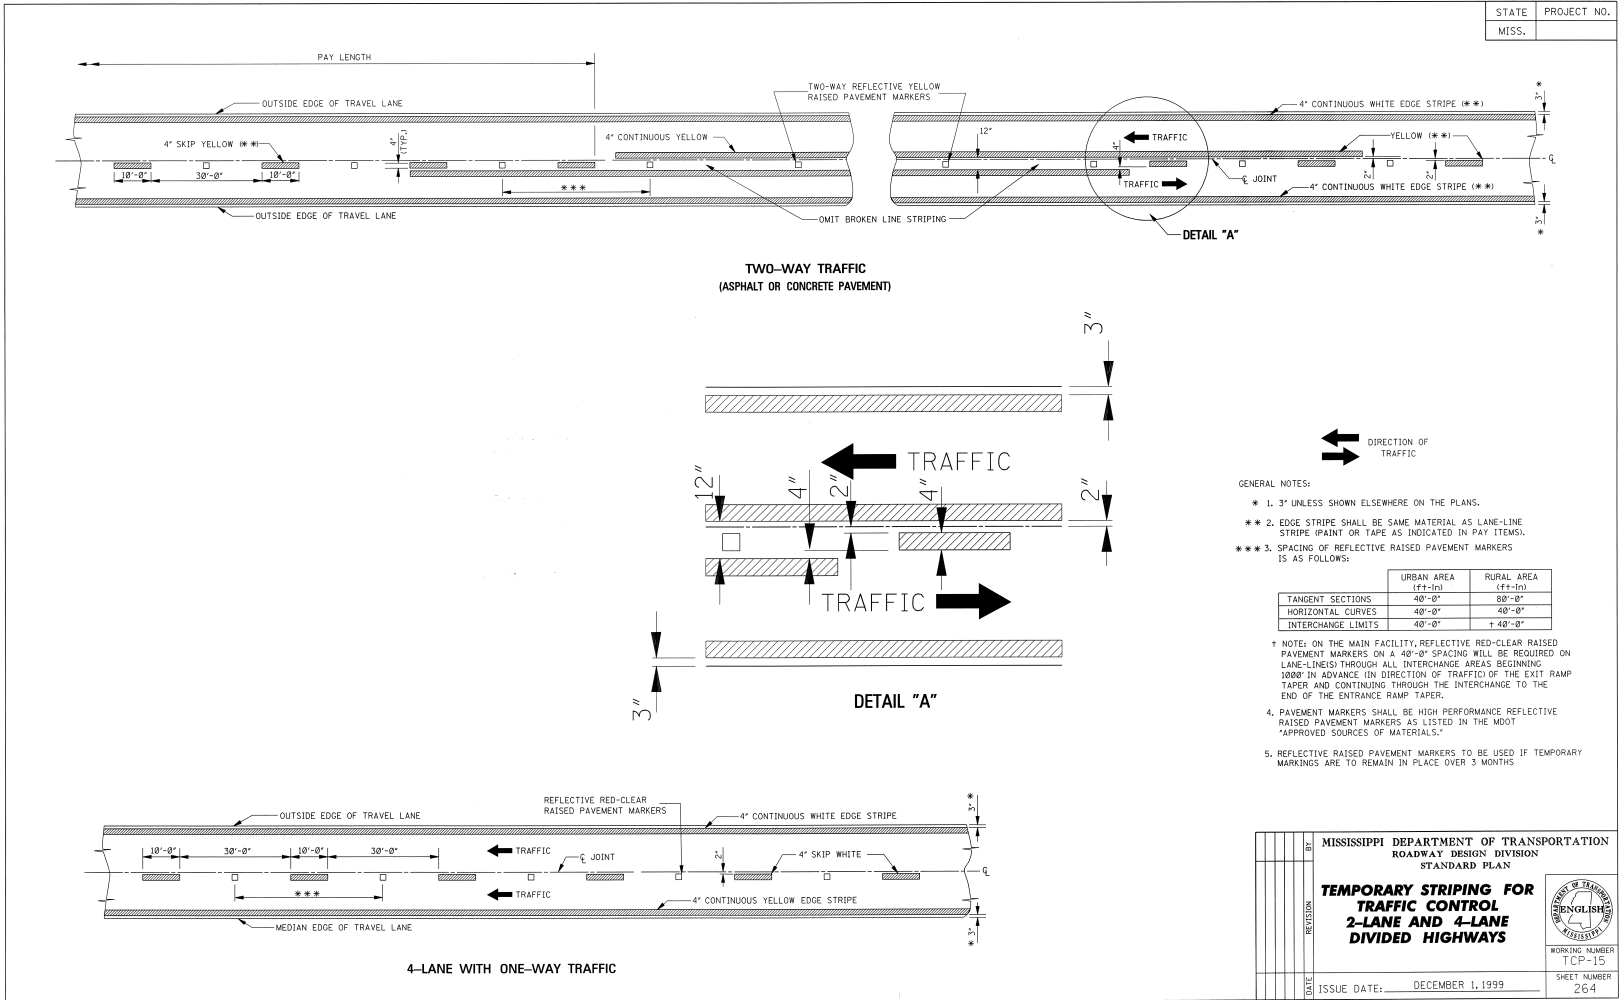 STATE PROJECT NO.
MISS.
PAY LENGTH
OUTSIDE EDGE OF TRAVEL LANE
TWO-WAY REFLECTIVE YELLOW
RAISED PAVEMENT MARKERS
4" CONTINUOUS WHITE EDGE STRIPE (**)
* 3"
4" SKIP YELLOW (**)
4" (TYP.)
4" CONTINUOUS YELLOW
12"
4"
TRAFFIC
YELLOW (**)
℄
10'-0" 30'-0" 10'-0"
***
TRAFFIC
℄ JOINT
2" 2"
4" CONTINUOUS WHITE EDGE STRIPE (**)
OUTSIDE EDGE OF TRAVEL LANE
OMIT BROKEN LINE STRIPING
* 3"
DETAIL "A"
TWO-WAY TRAFFIC
(ASPHALT OR CONCRETE PAVEMENT)
3"
TRAFFIC
12" 4" 2" 4" 2"
TRAFFIC
3"
DETAIL "A"
DIRECTION OF
TRAFFIC
GENERAL NOTES:
* 1. 3" UNLESS SHOWN ELSEWHERE ON THE PLANS.
** 2. EDGE STRIPE SHALL BE SAME MATERIAL AS LANE-LINE
STRIPE (PAINT OR TAPE AS INDICATED IN PAY ITEMS).
*** 3. SPACING OF REFLECTIVE RAISED PAVEMENT MARKERS
IS AS FOLLOWS:
URBAN AREA RURAL AREA
(ft-in) (ft-in)
TANGENT SECTIONS 40'-0" 80'-0"
HORIZONTAL CURVES 40'-0" 40'-0"
INTERCHANGE LIMITS 40'-0" † 40'-0"
† NOTE: ON THE MAIN FACILITY, REFLECTIVE RED-CLEAR RAISED
PAVEMENT MARKERS ON A 40'-0" SPACING WILL BE REQUIRED ON
LANE-LINE(S) THROUGH ALL INTERCHANGE AREAS BEGINNING
1000' IN ADVANCE (IN DIRECTION OF TRAFFIC) OF THE EXIT RAMP
TAPER AND CONTINUING THROUGH THE INTERCHANGE TO THE
END OF THE ENTRANCE RAMP TAPER.
4. PAVEMENT MARKERS SHALL BE HIGH PERFORMANCE REFLECTIVE
RAISED PAVEMENT MARKERS AS LISTED IN THE MDOT
"APPROVED SOURCES OF MATERIALS."
5. REFLECTIVE RAISED PAVEMENT MARKERS TO BE USED IF TEMPORARY
MARKINGS ARE TO REMAIN IN PLACE OVER 3 MONTHS
REFLECTIVE RED-CLEAR
RAISED PAVEMENT MARKERS
OUTSIDE EDGE OF TRAVEL LANE
4" CONTINUOUS WHITE EDGE STRIPE
3" *
10'-0" 30'-0" 10'-0" 30'-0"
TRAFFIC
℄ JOINT
2"
4" SKIP WHITE
℄
***
TRAFFIC
4" CONTINUOUS YELLOW EDGE STRIPE
MEDIAN EDGE OF TRAVEL LANE
* 3"
4-LANE WITH ONE-WAY TRAFFIC
BY
REVISION
DATE
MISSISSIPPI DEPARTMENT OF TRANSPORTATION
ROADWAY DESIGN DIVISION
STANDARD PLAN
TEMPORARY STRIPING FOR
TRAFFIC CONTROL
2-LANE AND 4-LANE
DIVIDED HIGHWAYS
DEPARTMENT OF TRANSPORTATION
ENGLISH
MISSISSIPPI
WORKING NUMBER
TCP-15
ISSUE DATE: DECEMBER 1, 1999
SHEET NUMBER
264